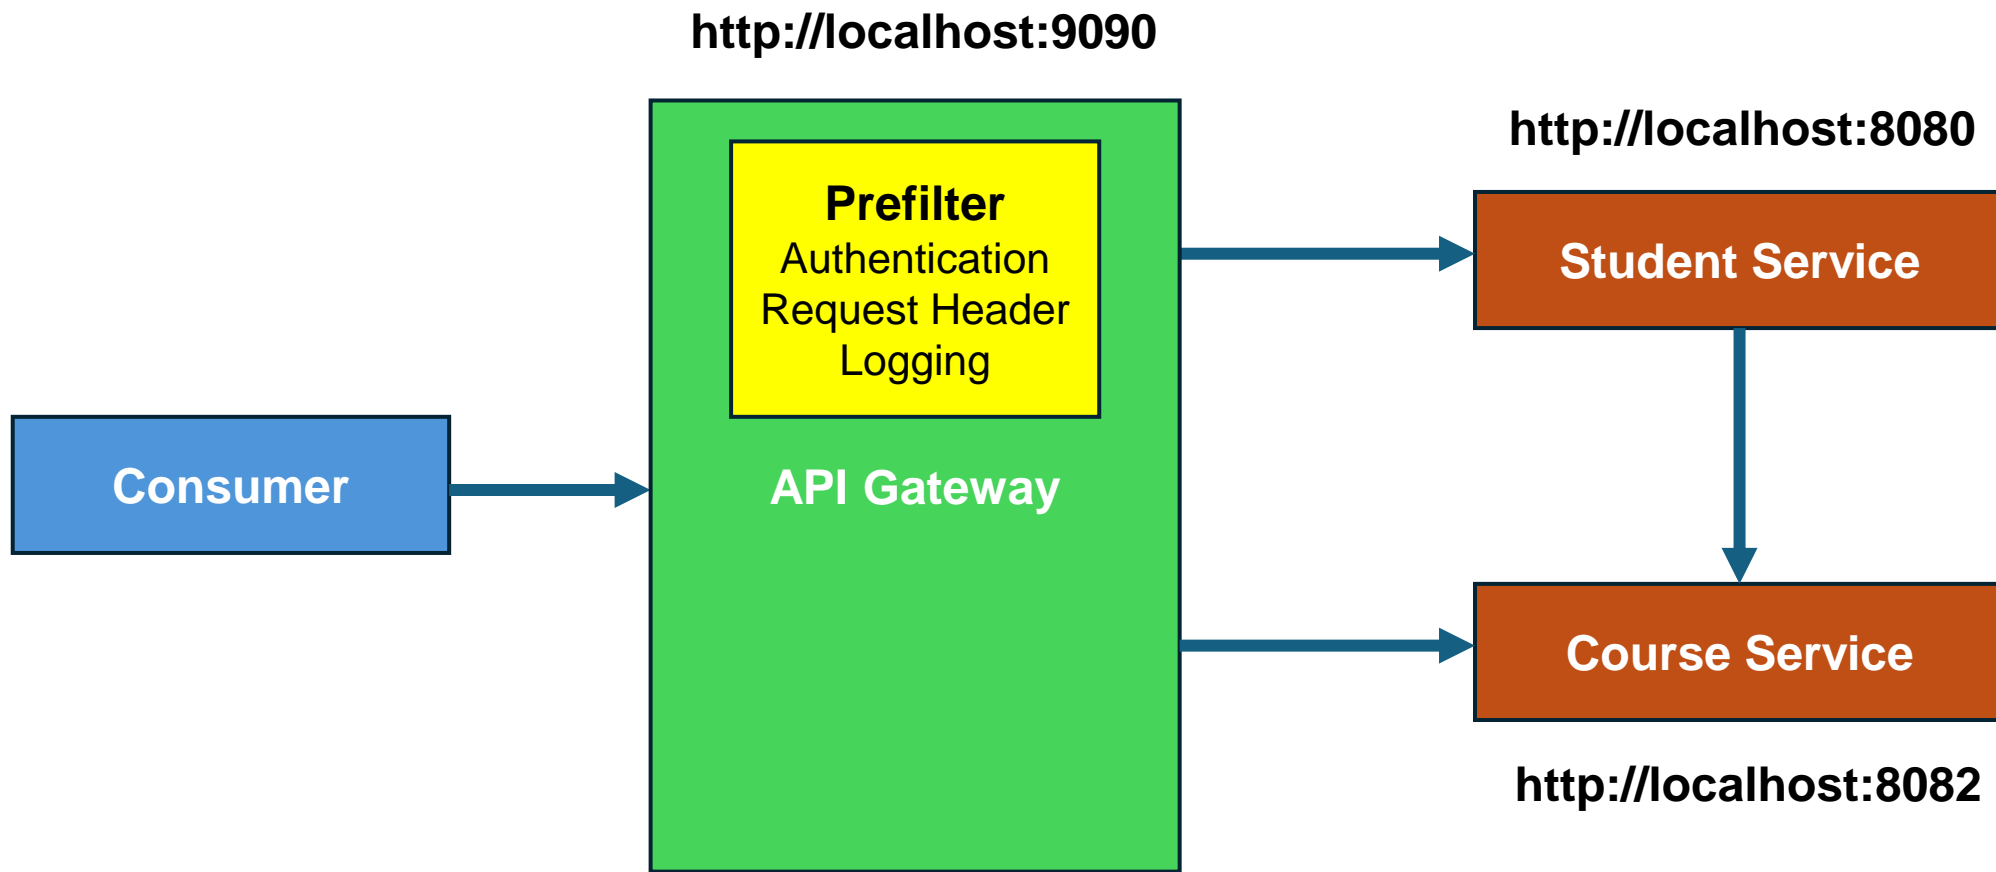 http://localhost:9090
http://localhost:8080
Prefilter
Authentication
Request Header
Logging
Student Service
Consumer
API Gateway
Course Service
http://localhost:8082